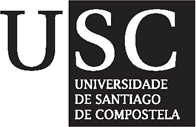 USC
UNIVERSIDADE
DE SANTIAGO
DE COMPOSTELA